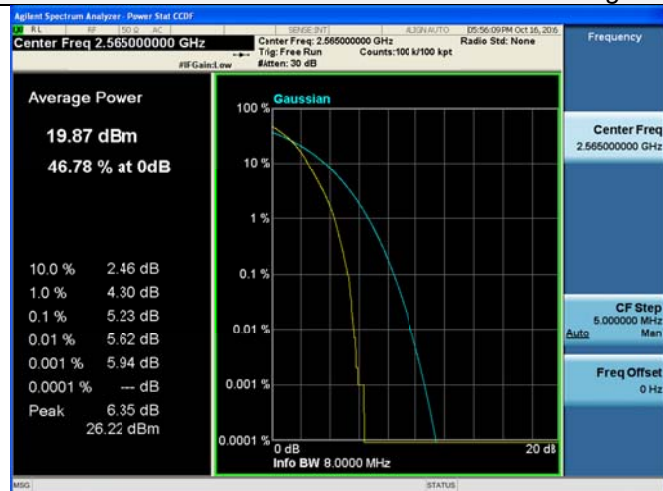 Agilent Spectrum Analyzer - Power Stat CCDF
RL RF 50 Ω AC SENSE:INT ALIGN AUTO 05:56:09 PM Oct 16, 206
Center Freq 2.565000000 GHz
Center Freq: 2.565000000 GHz Radio Std: None
Trig: Free Run Counts:100 k/100 kpt
#IFGain:Low #Atten: 30 dB
Frequency
Average Power
19.87 dBm
46.78 % at 0dB
10.0 % 2.46 dB
1.0 % 4.30 dB
0.1 % 5.23 dB
0.01 % 5.62 dB
0.001 % 5.94 dB
0.0001 % --- dB
Peak 6.35 dB
26.22 dBm
Gaussian
100 %
10 %
1 %
0.1 %
0.01 %
0.001 %
0.0001 %
0 dB 20 dB
Info BW 8.0000 MHz
Center Freq
2.565000000 GHz
CF Step
5.000000 MHz
Auto Man
Freq Offset
0 Hz
MSG STATUS